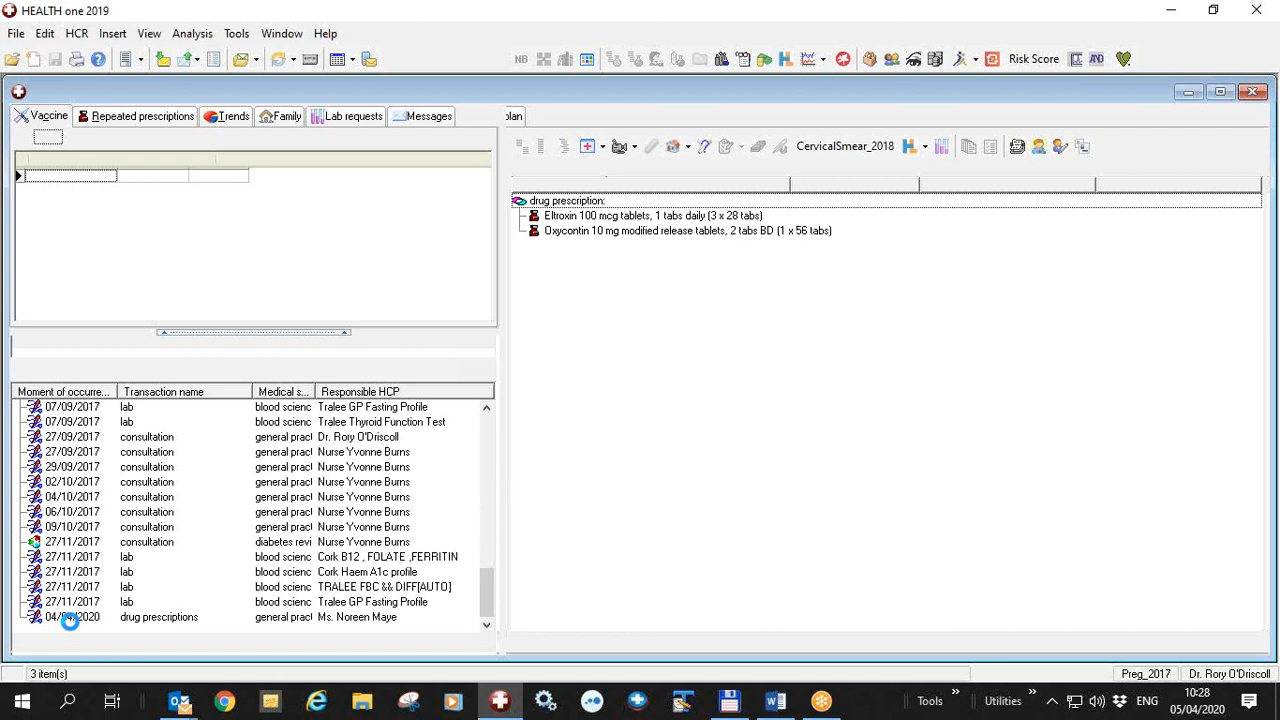 HEALTH one 2019
File Edit HCR Insert View Analysis Tools Window Help
NB Risk Score AND
Vaccine Repeated prescriptions Trends Family Lab requests Messages plan
CervicalSmear_2018
drug prescription:
Eltroxin 100 mcg tablets, 1 tabs daily (3 x 28 tabs)
Oxycontin 10 mg modified release tablets, 2 tabs BD (1 x 56 tabs)
Moment of occurre... Transaction name Medical s... Responsible HCP
07/09/2017 lab blood scienc Tralee GP Fasting Profile
07/09/2017 lab blood scienc Tralee Thyroid Function Test
27/09/2017 consultation general pract Dr. Rory O'Driscoll
27/09/2017 consultation general pract Nurse Yvonne Burns
29/09/2017 consultation general pract Nurse Yvonne Burns
02/10/2017 consultation general pract Nurse Yvonne Burns
04/10/2017 consultation general pract Nurse Yvonne Burns
06/10/2017 consultation general pract Nurse Yvonne Burns
09/10/2017 consultation general pract Nurse Yvonne Burns
27/11/2017 consultation diabetes revi Nurse Yvonne Burns
27/11/2017 lab blood scienc Cork B12 , FOLATE ,FERRITIN
27/11/2017 lab blood scienc Cork Haem A1c profile
27/11/2017 lab blood scienc TRALEE FBC && DIFF[AUTO]
27/11/2017 lab blood scienc Tralee GP Fasting Profile
04/04/2020 drug prescriptions general pract Ms. Noreen Maye
3 item(s) Preg_2017 Dr. Rory O'Driscoll
Tools Utilities ENG 10:28
05/04/2020